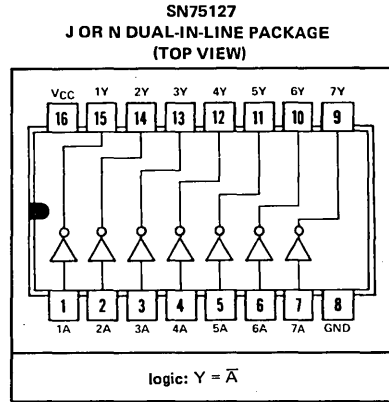 SN75127
J OR N DUAL-IN-LINE PACKAGE
(TOP VIEW)
VCC 1Y 2Y 3Y 4Y 5Y 6Y 7Y
16 15 14 13 12 11 10 9
1 2 3 4 5 6 7 8
1A 2A 3A 4A 5A 6A 7A GND
logic: Y = A̅